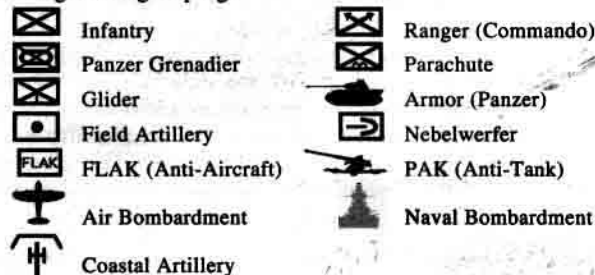 Infantry Ranger (Commando)
Panzer Grenadier Parachute
Glider Armor (Panzer)
Field Artillery Nebelwerfer
FLAK FLAK (Anti-Aircraft) PAK (Anti-Tank)
Air Bombardment Naval Bombardment
Coastal Artillery